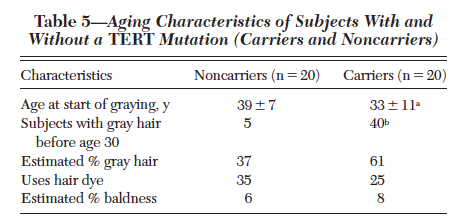 Table 5—Aging Characteristics of Subjects With and
Without a TERT Mutation (Carriers and Noncarriers)
Characteristics Noncarriers (n = 20) Carriers (n = 20)
Age at start of graying, y 39 ± 7 33 ± 11ᵃ
Subjects with gray hair 5 40ᵇ
before age 30
Estimated % gray hair 37 61
Uses hair dye 35 25
Estimated % baldness 6 8